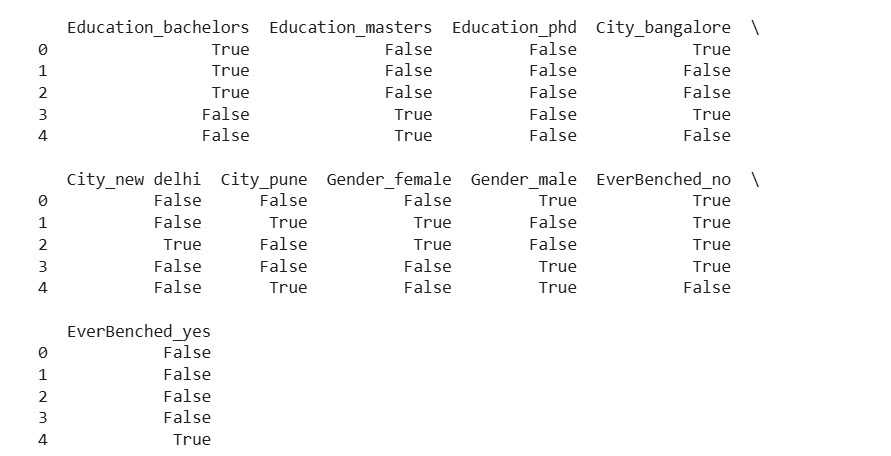 Education_bachelors Education_masters Education_phd City_bangalore \
0 True False False True
1 True False False False
2 True False False False
3 False True False True
4 False True False False
City_new delhi City_pune Gender_female Gender_male EverBenched_no \
0 False False False True True
1 False True True False True
2 True False True False True
3 False False False True True
4 False True False True False
EverBenched_yes
0 False
1 False
2 False
3 False
4 True